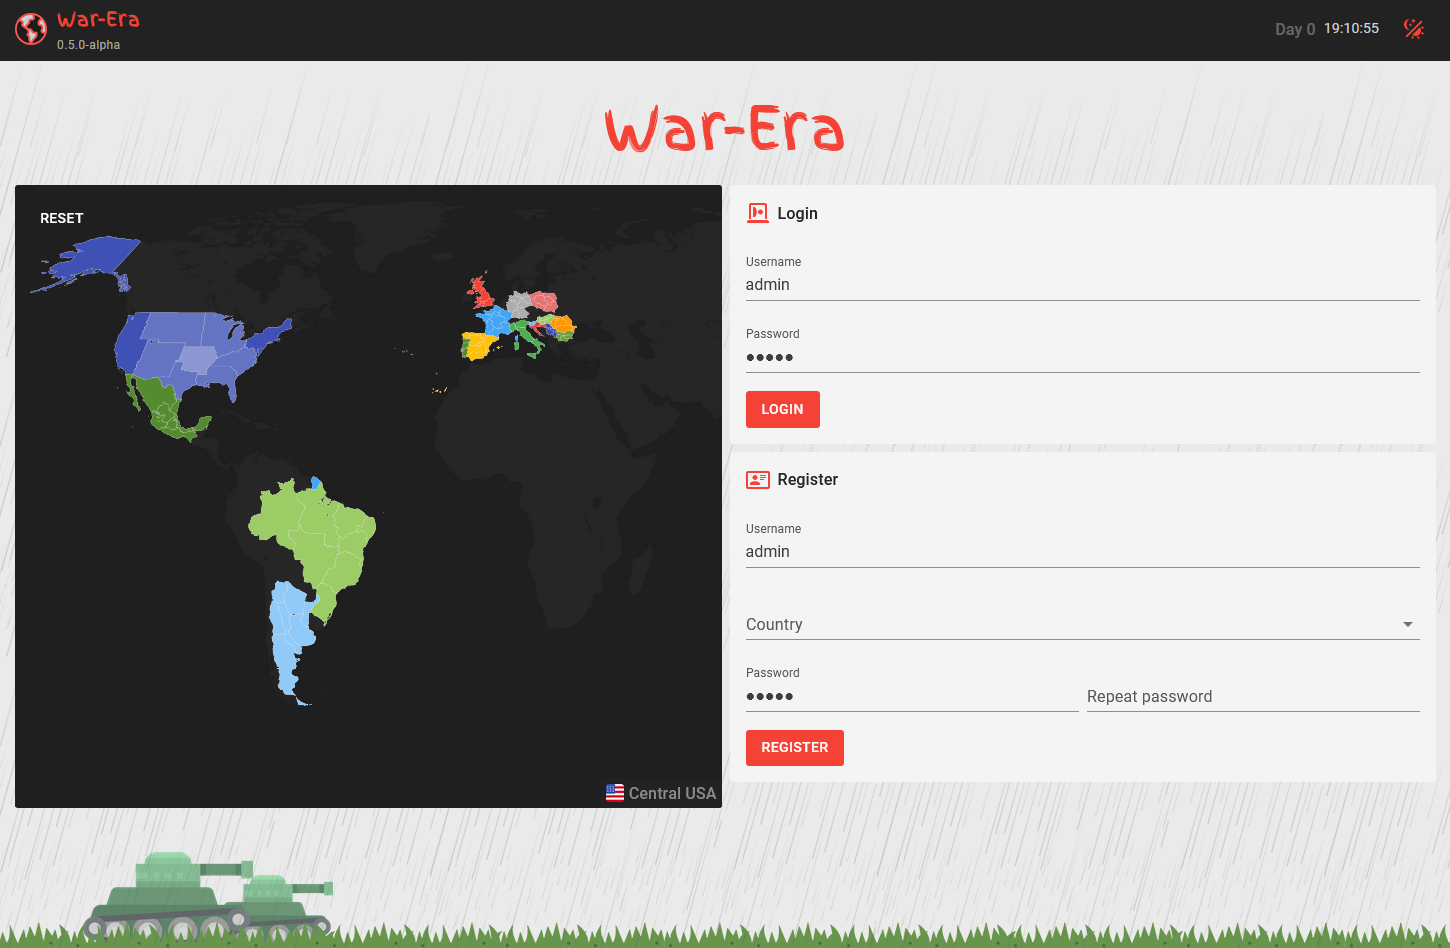 War-Era
0.5.0-alpha
Day 0 19:10:55
War-Era
RESET
Central USA
Login
Username
admin
Password
●●●●●
LOGIN
Register
Username
admin
Country
Password
●●●●●
Repeat password
REGISTER